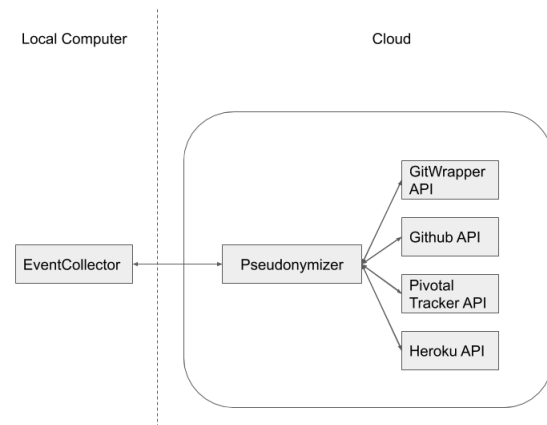 Local Computer
Cloud
GitWrapper
API
Github API
EventCollector
Pseudonymizer
Pivotal
Tracker API
Heroku API